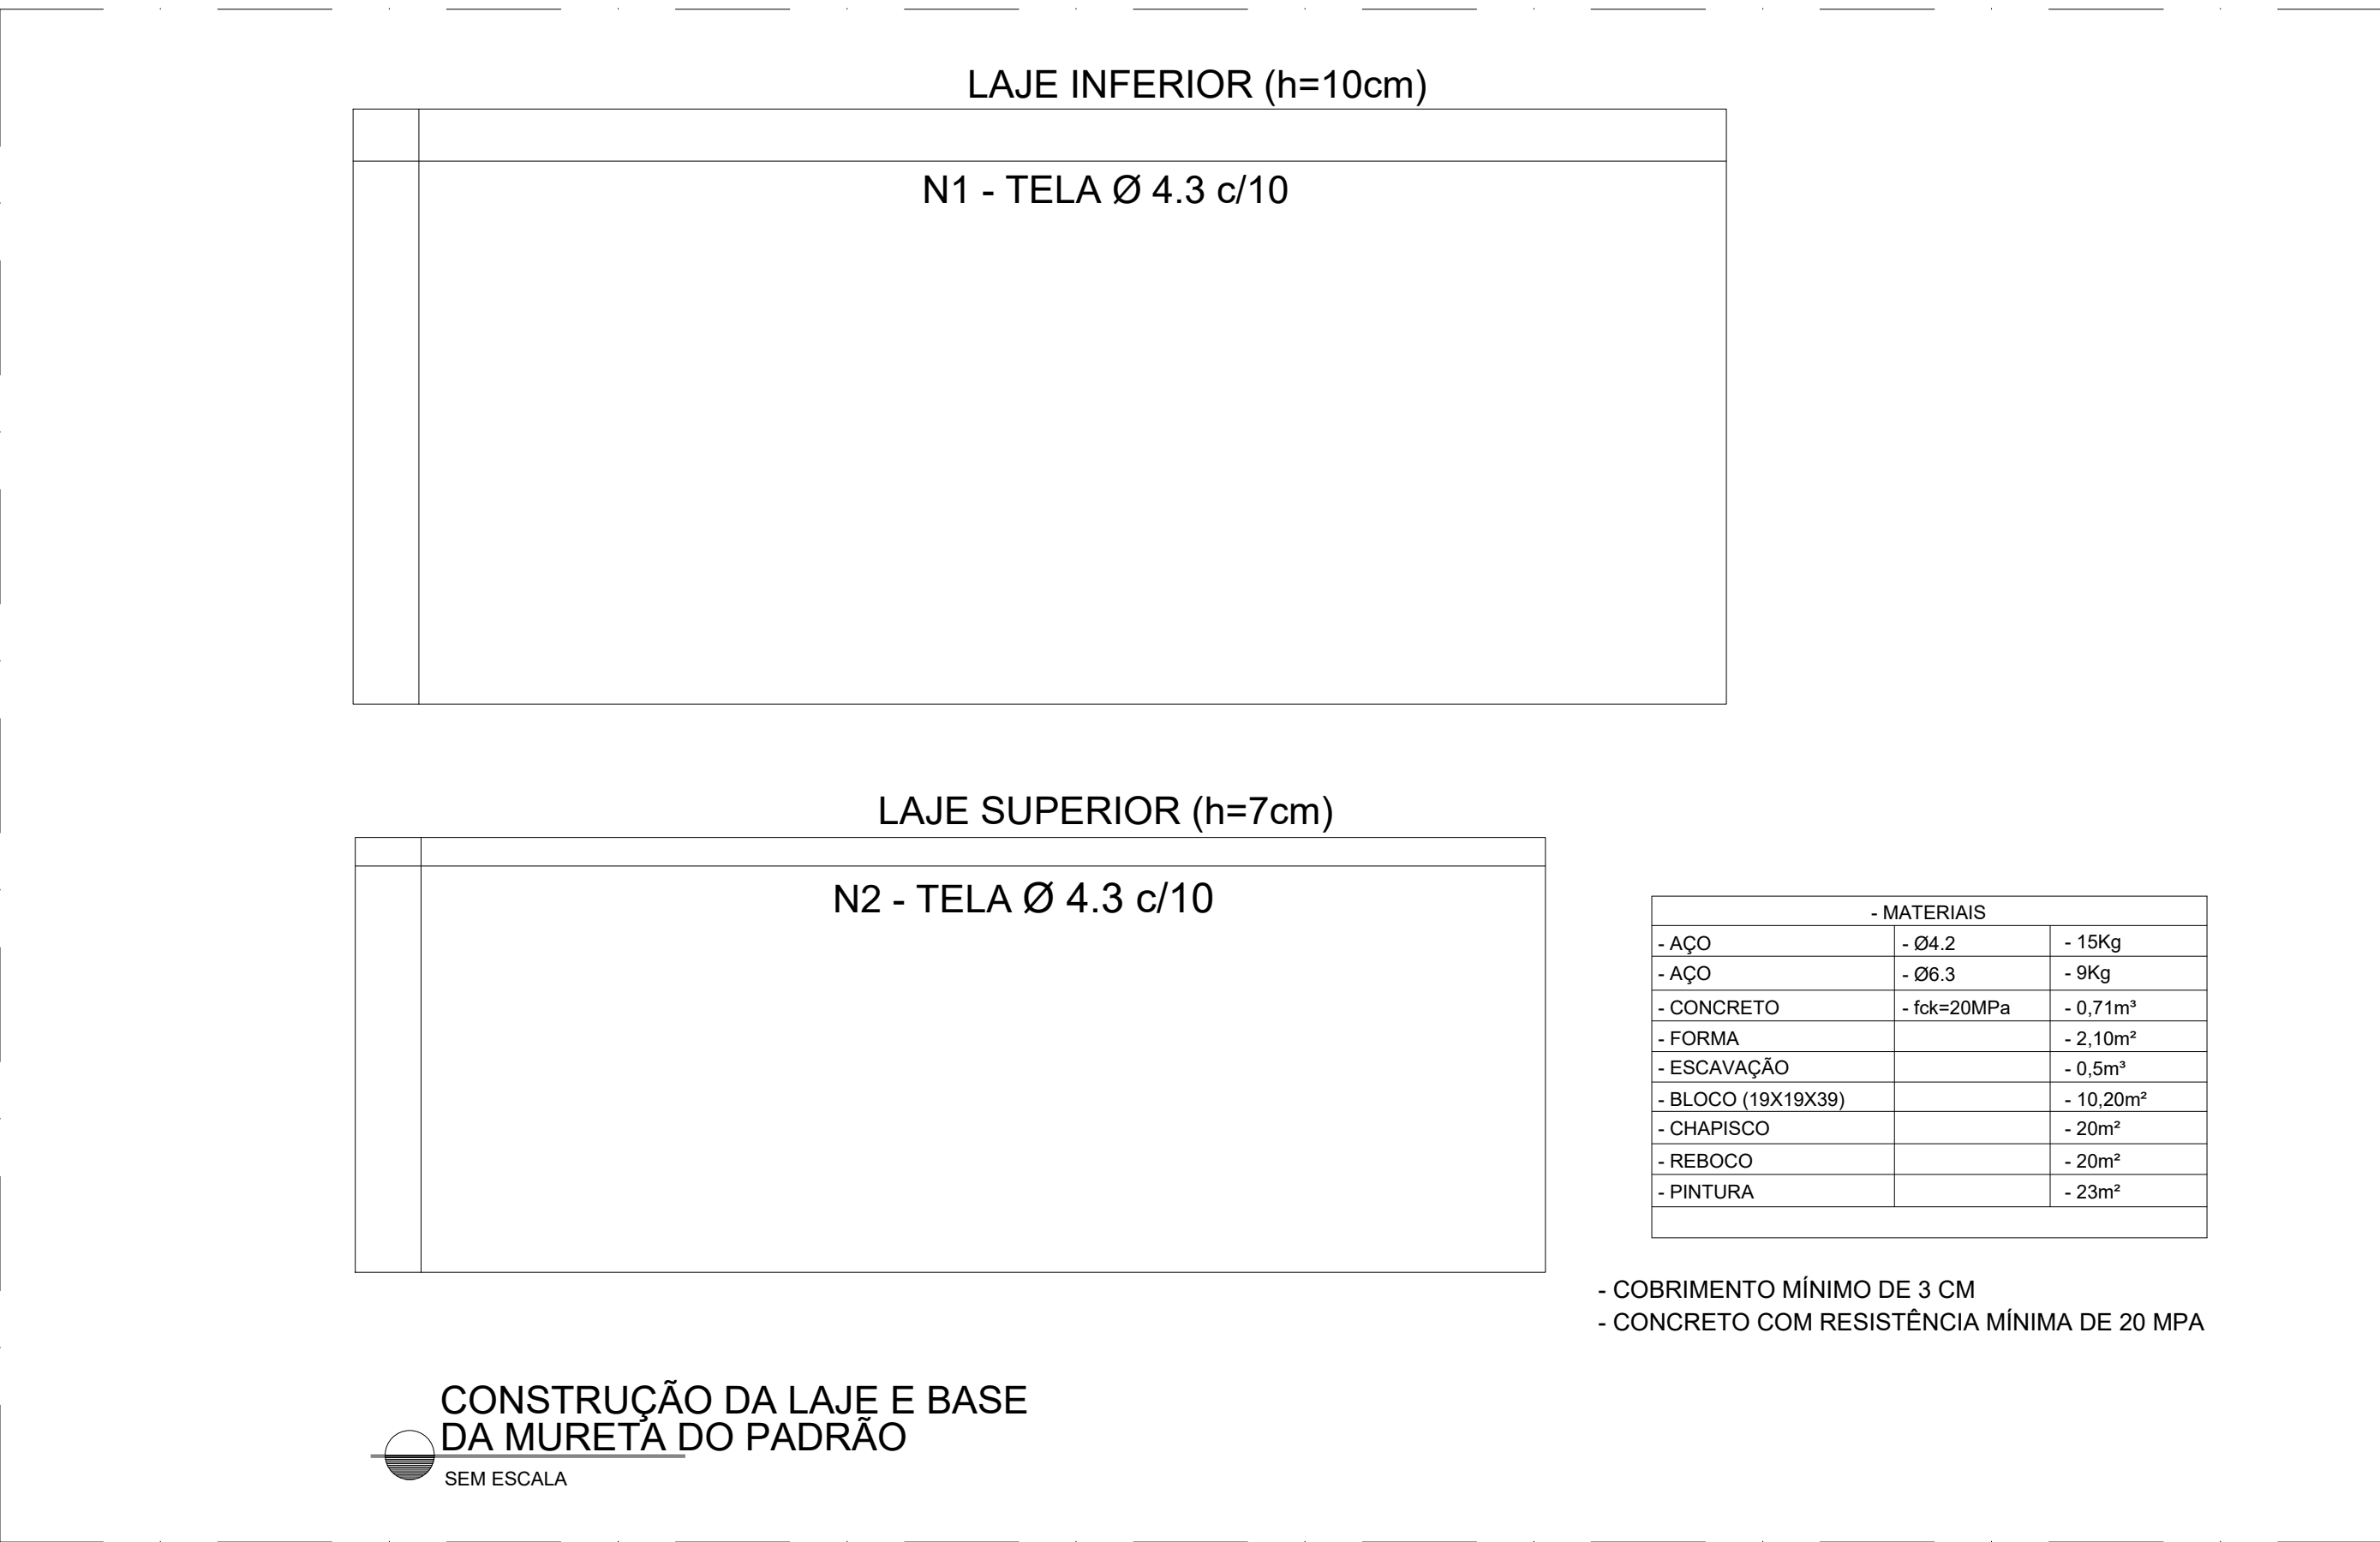 LAJE INFERIOR (h=10cm)
N1 - TELA Ø 4.3 c/10
LAJE SUPERIOR (h=7cm)
N2 - TELA Ø 4.3 c/10
- MATERIAIS
- AÇO - Ø4.2 - 15Kg
- AÇO - Ø6.3 - 9Kg
- CONCRETO - fck=20MPa - 0,71m³
- FORMA - 2,10m²
- ESCAVAÇÃO - 0,5m³
- BLOCO (19X19X39) - 10,20m²
- CHAPISCO - 20m²
- REBOCO - 20m²
- PINTURA - 23m²
- COBRIMENTO MÍNIMO DE 3 CM
- CONCRETO COM RESISTÊNCIA MÍNIMA DE 20 MPA
CONSTRUÇÃO DA LAJE E BASE
DA MURETA DO PADRÃO
SEM ESCALA